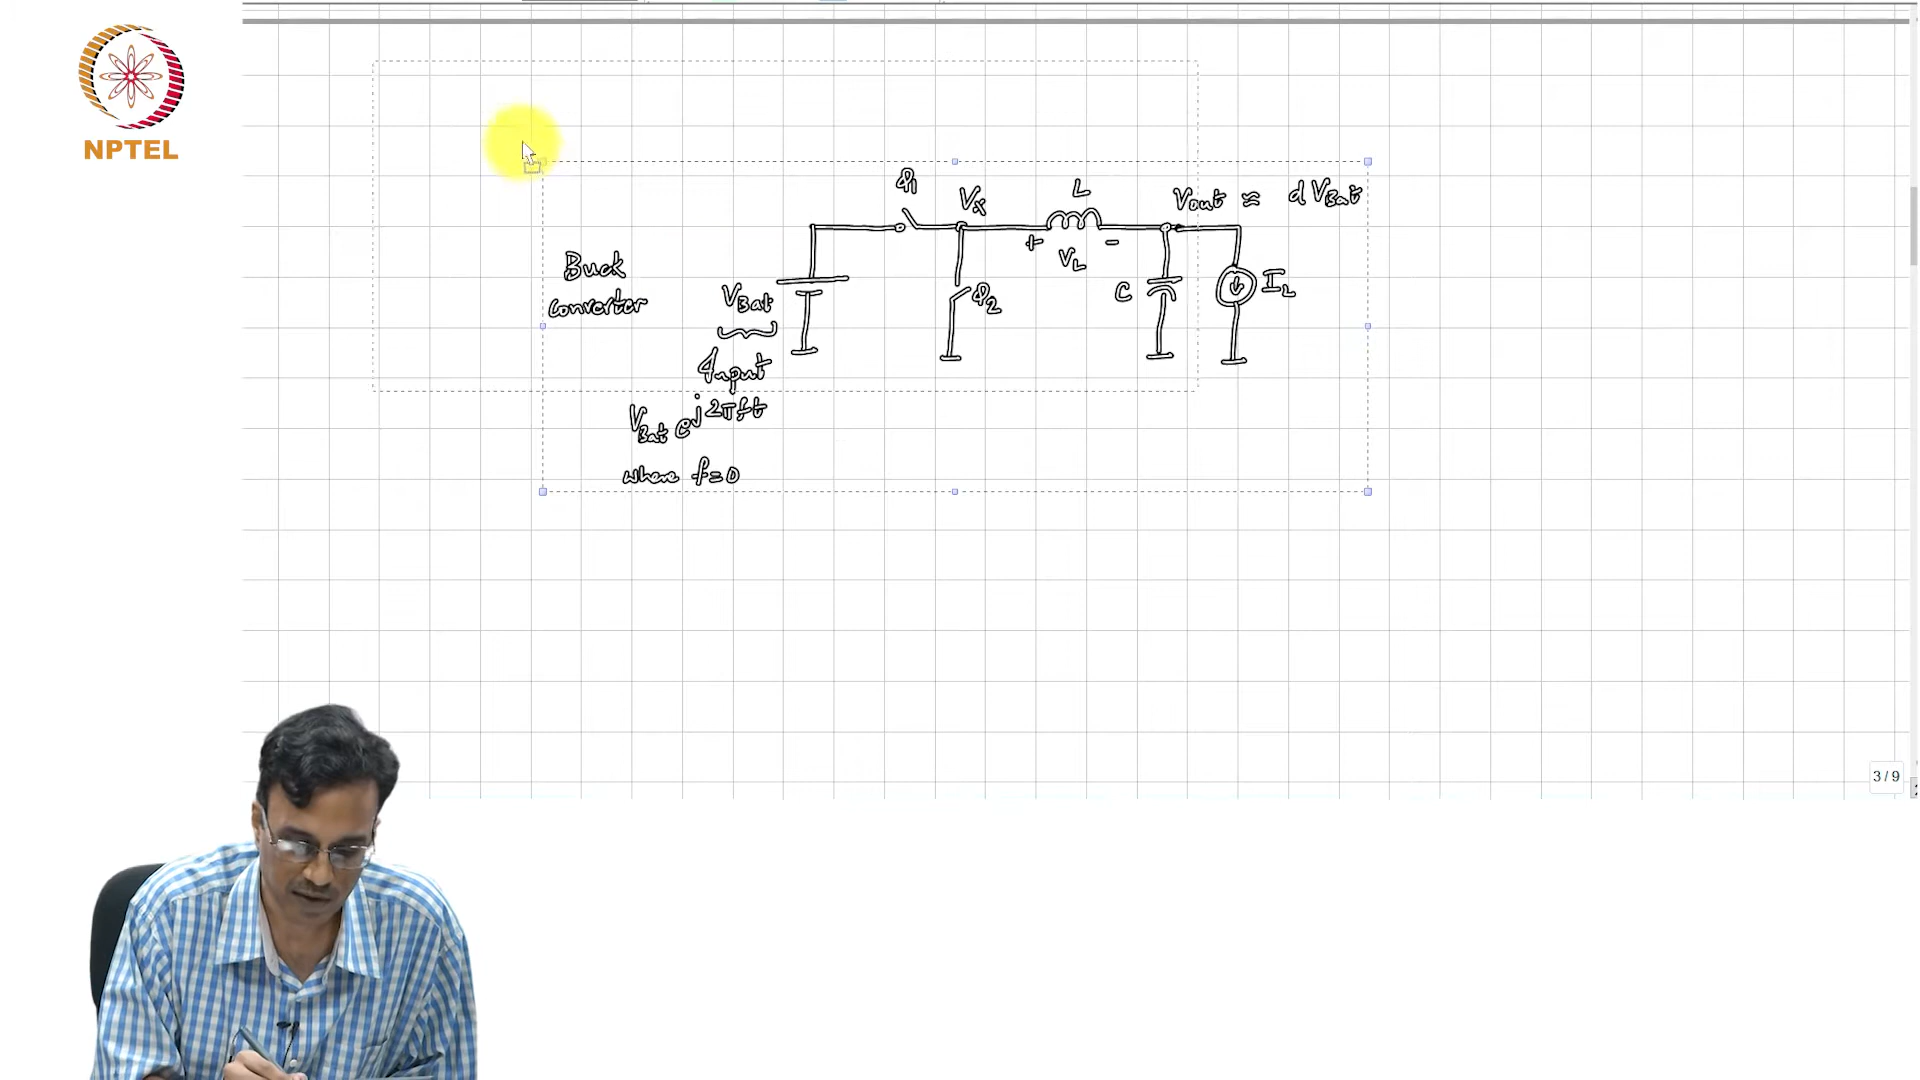 NPTEL
Φ1
Vx
L
Vout ≈ d VBat
+ VL -
Buck
converter
VBat
Φ2
C
IL
Input
VBat e^j2πft
where f=0
3 / 9